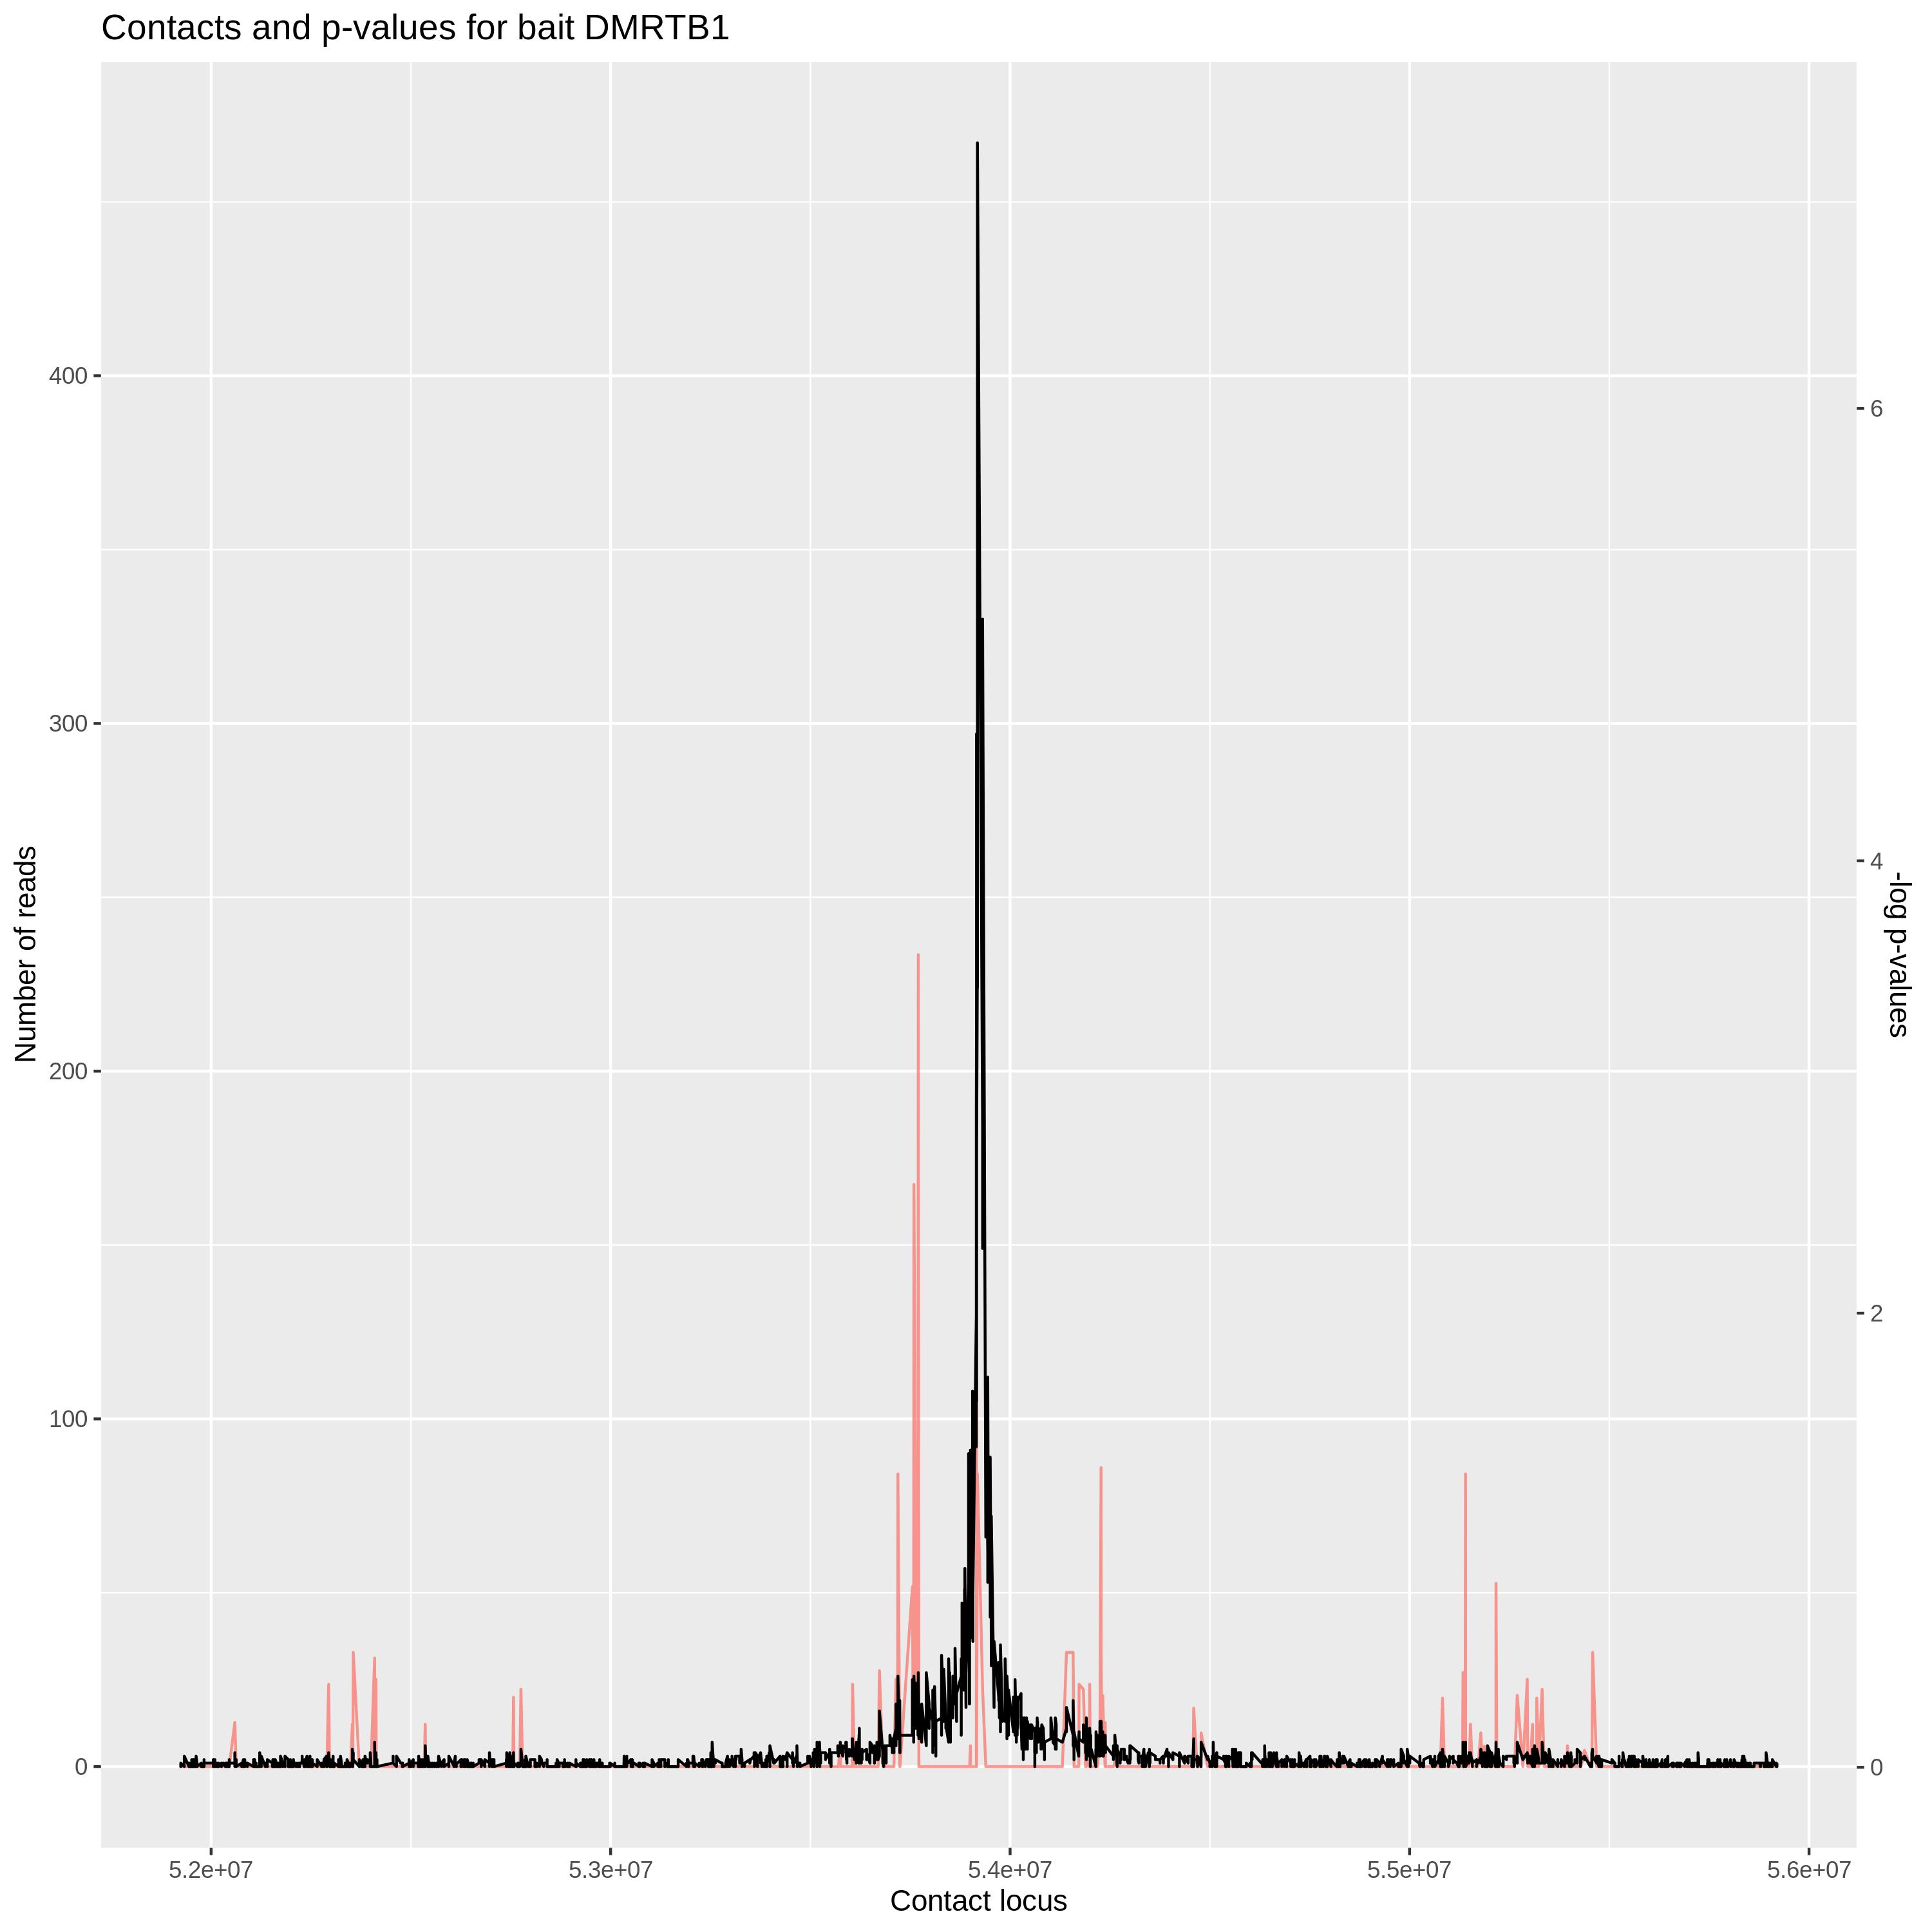 Contacts and p-values for bait DMRTB1
400
300
200
100
0
Number of reads
6
4
2
0
-log p-values
5.2e+07 5.3e+07 5.4e+07 5.5e+07 5.6e+07
Contact locus